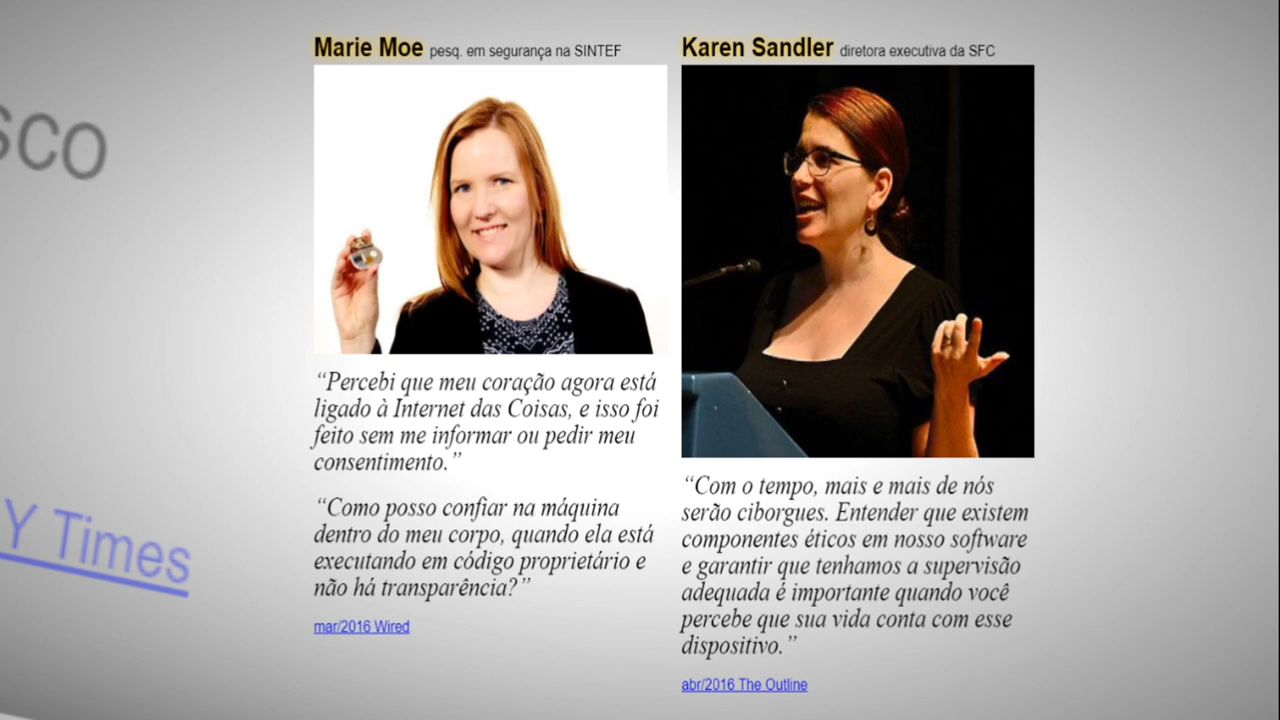 SCO
Y Times
Marie Moe pesq. em segurança na SINTEF
“Percebi que meu coração agora está
ligado à Internet das Coisas, e isso foi
feito sem me informar ou pedir meu
consentimento.”
“Como posso confiar na máquina
dentro do meu corpo, quando ela está
executando em código proprietário e
não há transparência?”
mar/2016 Wired
Karen Sandler diretora executiva da SFC
“Com o tempo, mais e mais de nós
serão ciborgues. Entender que existem
componentes éticos em nosso software
e garantir que tenhamos a supervisão
adequada é importante quando você
percebe que sua vida conta com esse
dispositivo.”
abr/2016 The Outline